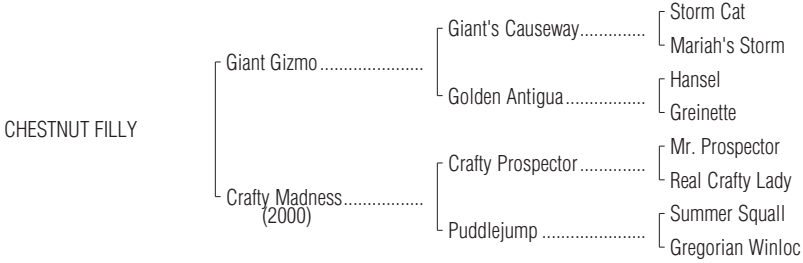 Storm Cat
Giant's Causeway..............
Mariah's Storm
Giant Gizmo ......................
Hansel
Golden Antigua.................
Greinette
CHESTNUT FILLY
Mr. Prospector
Crafty Prospector..............
Real Crafty Lady
Crafty Madness.................
(2000)
Summer Squall
Puddlejump ......................
Gregorian Winloc